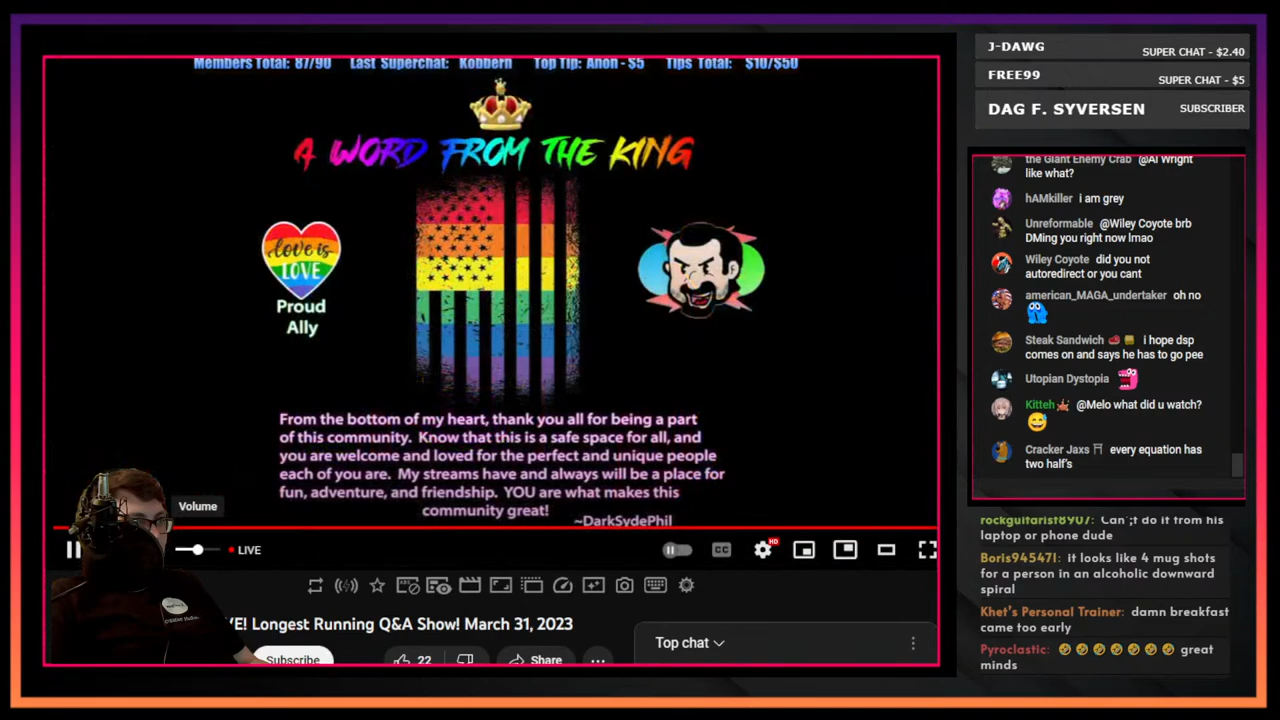 Members Total: 87/90 Last Superchat: Kobbern Top Tip: Anon - $5 Tips Total: $10/$50
A WORD FROM THE KING
love is
LOVE
Proud
Ally
From the bottom of my heart, thank you all for being a part
of this community. Know that this is a safe space for all, and
you are welcome and loved for the perfect and unique people
each of you are. My streams have and always will be a place for
fun, adventure, and friendship. YOU are what makes this
community great!
~DarkSydePhil
Volume
LIVE
CC
HD
VE! Longest Running Q&A Show! March 31, 2023
Subscribe
22
Share
Top chat
J-DAWG
SUPER CHAT - $2.40
FREE99
SUPER CHAT - $5
DAG F. SYVERSEN
SUBSCRIBER
the Giant Enemy Crab @Al Wright
like what?
hAMkiller i am grey
Unreformable @Wiley Coyote brb
DMing you right now lmao
Wiley Coyote did you not
autoredirect or you cant
american_MAGA_undertaker oh no
Steak Sandwich i hope dsp
comes on and says he has to go pee
Utopian Dystopia
Kitteh @Melo what did u watch?
Cracker Jaxs every equation has
two half's
rockguitarist8907: Can';t do it from his
laptop or phone dude
Boris945471: it looks like 4 mug shots
for a person in an alcoholic downward
spiral
Khet's Personal Trainer: damn breakfast
came too early
Pyroclastic: 🤣🤣🤣🤣🤣🤣🤣 great
minds